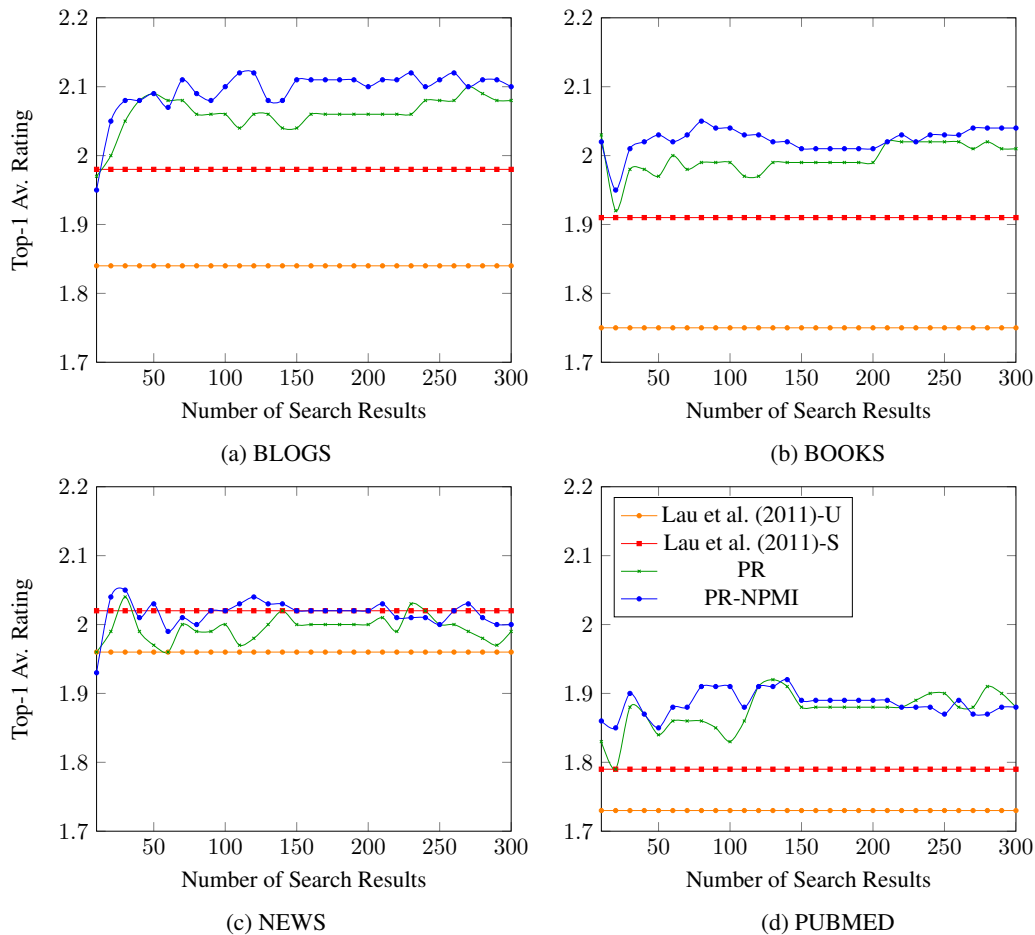 2.2
2.1
2
1.9
1.8
1.7
50 100 150 200 250 300
Top-1 Av. Rating
Number of Search Results
(a) BLOGS
2.2
2.1
2
1.9
1.8
1.7
50 100 150 200 250 300
Number of Search Results
(b) BOOKS
2.2
2.1
2
1.9
1.8
1.7
50 100 150 200 250 300
Top-1 Av. Rating
Number of Search Results
(c) NEWS
2.2
2.1
2
1.9
1.8
1.7
50 100 150 200 250 300
Lau et al. (2011)-U
Lau et al. (2011)-S
PR
PR-NPMI
Number of Search Results
(d) PUBMED